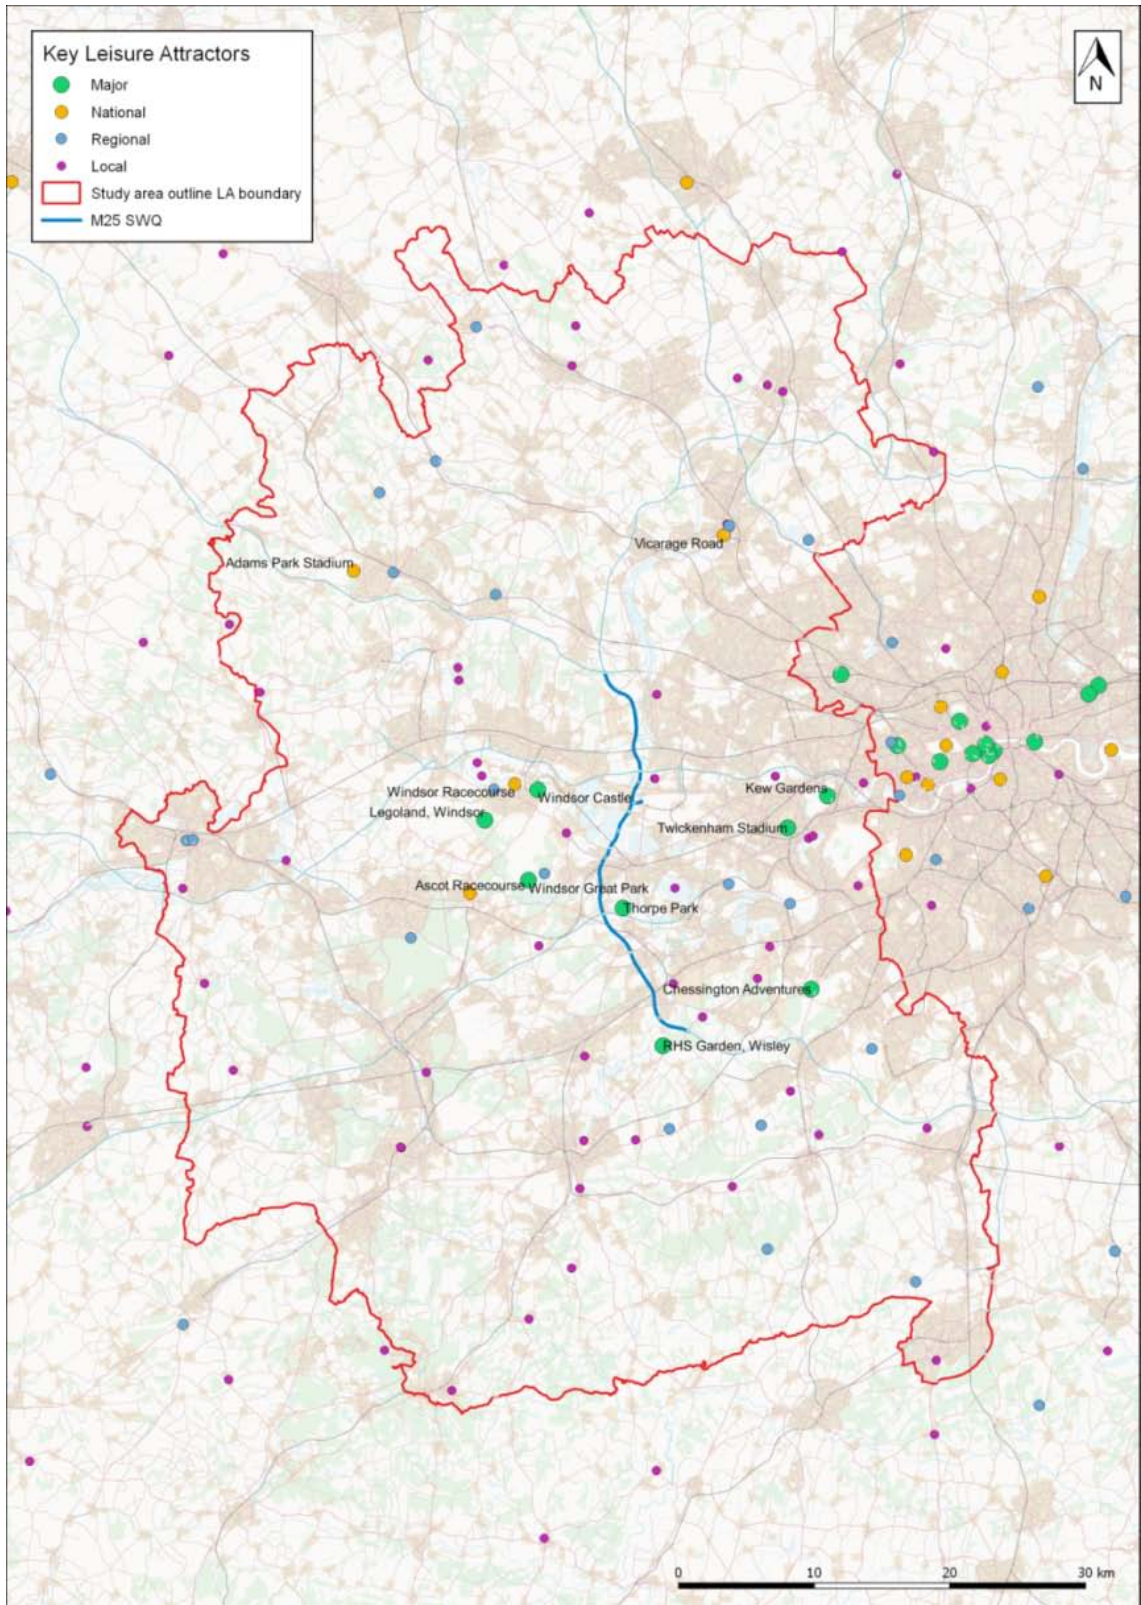 Key Leisure Attractors
Major
National
Regional
Local
Study area outline LA boundary
M25 SWQ
N
Vicarage Road
Adams Park Stadium
Windsor Racecourse
Windsor Castle
Kew Gardens
Legoland, Windsor
Twickenham Stadium
Ascot Racecourse
Windsor Great Park
Thorpe Park
Chessington Adventures
RHS Garden, Wisley
0 10 20 30 km